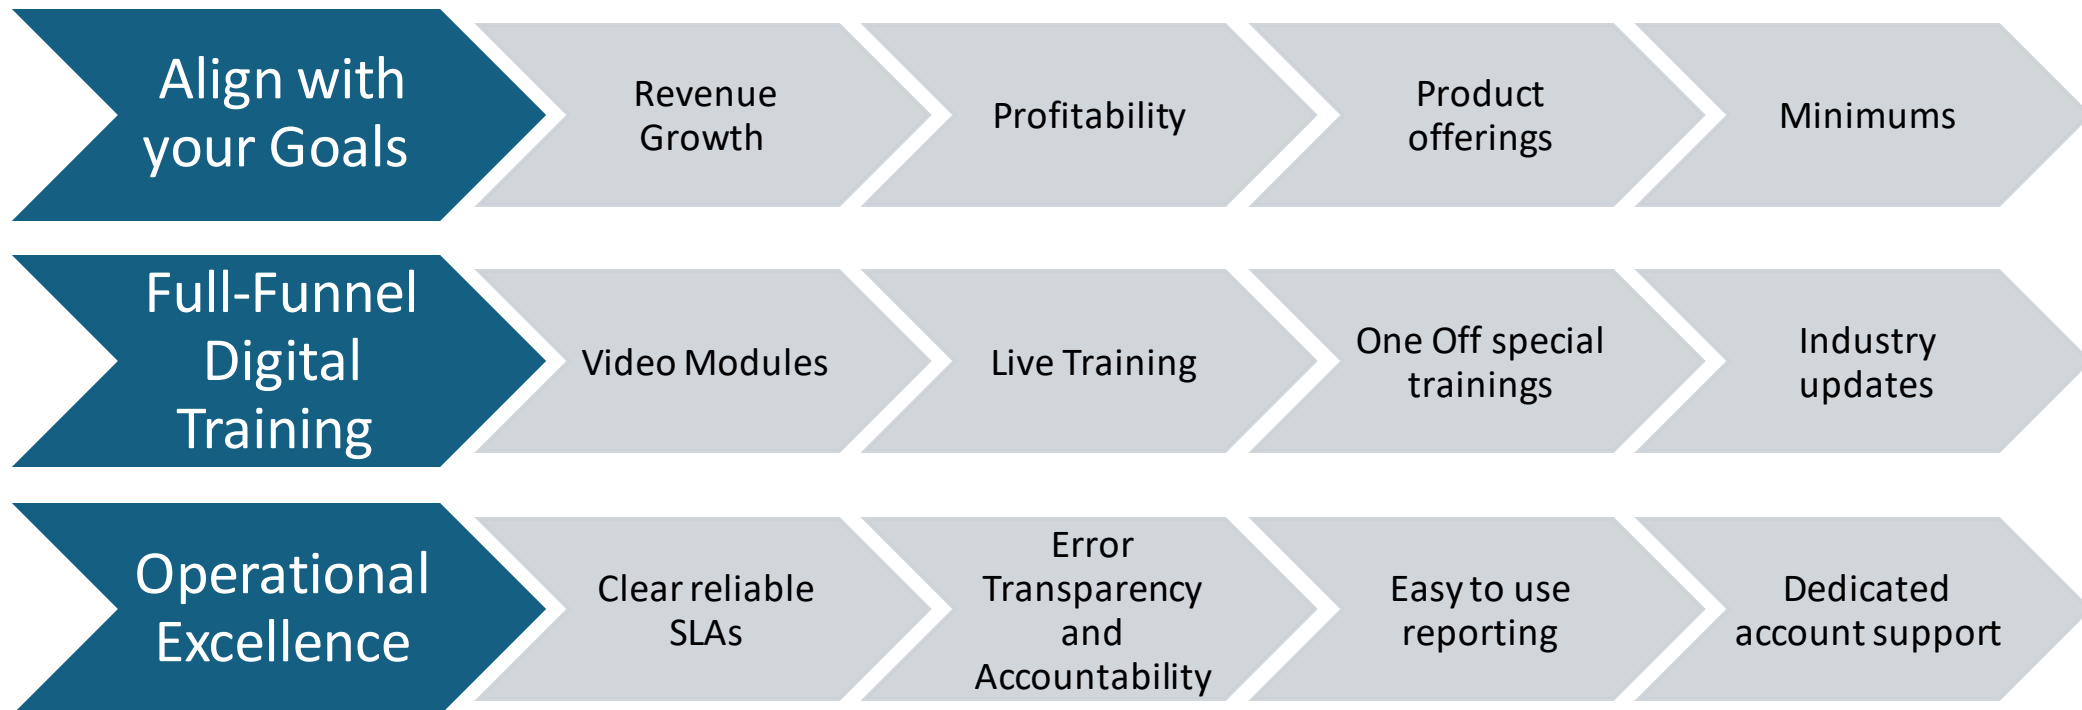 Align with
your Goals
Revenue
Growth
Profitability
Product
offerings
Minimums
Full-Funnel
Digital
Training
Video Modules
Live Training
One Off special
trainings
Industry
updates
Operational
Excellence
Clear reliable
SLAs
Error
Transparency
and
Accountability
Easy to use
reporting
Dedicated
account support